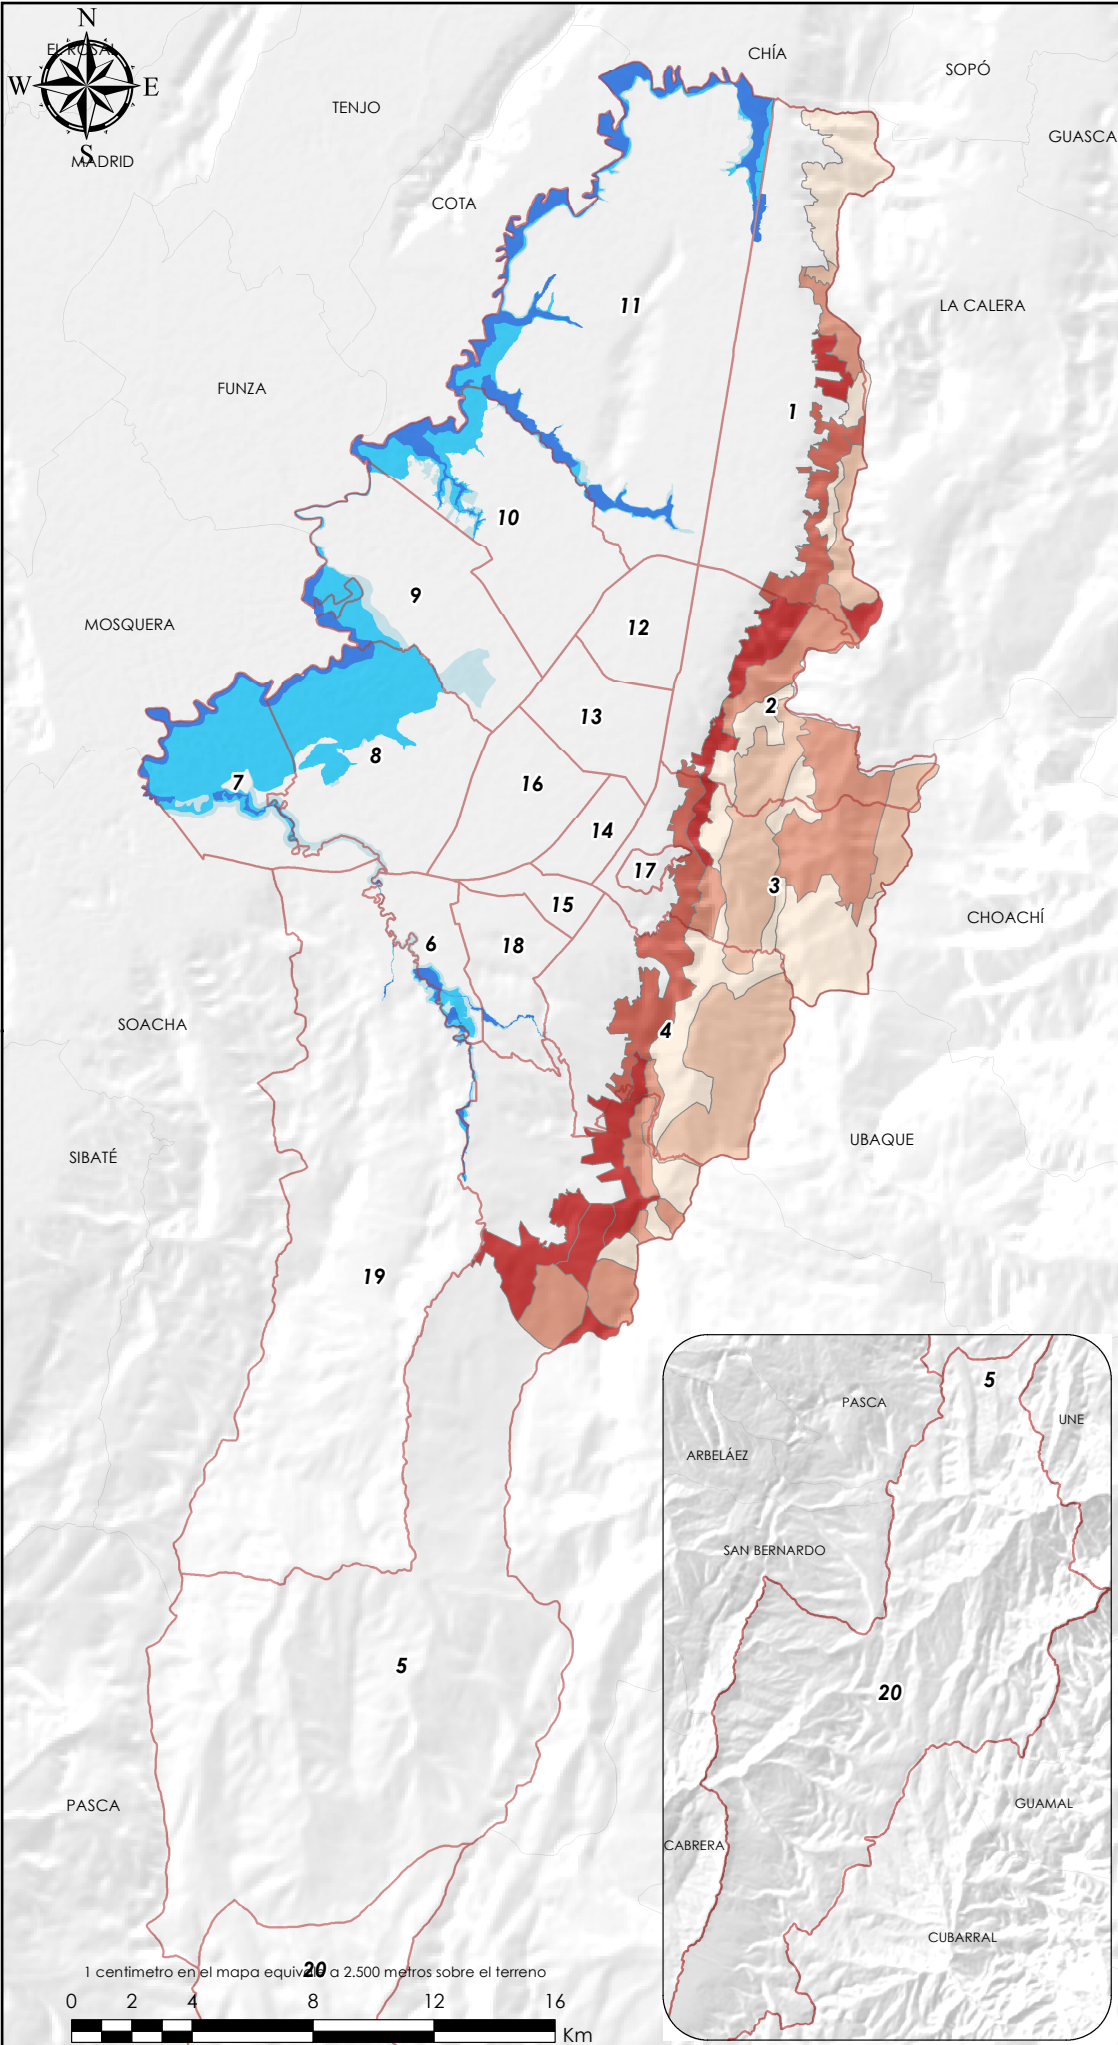 N
CHÍA
EL ROSAL
SOPÓ
W
E
TENJO
GUASCA
S
MADRID
COTA
11
LA CALERA
FUNZA
1
10
9
MOSQUERA
12
2
13
8
7
16
14
17
3
15
CHOACHÍ
6
18
SOACHA
4
UBAQUE
SIBATÉ
19
5
PASCA
UNE
ARBELÁEZ
SAN BERNARDO
5
20
PASCA
GUAMAL
CABRERA
CUBARRAL
20
1 centimetro en el mapa equivale a 2.500 metros sobre el terreno
0 2 4 8 12 16
Km